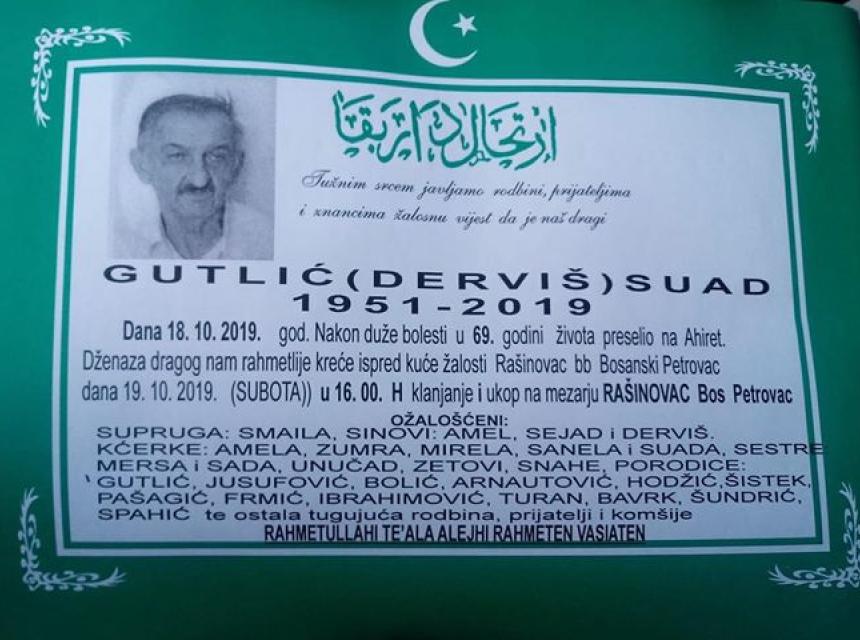 ارتحال دار بقا
Tužnim srcem javljamo rodbini, prijateljima
i znancima žalosnu vijest da je naš dragi
GUTLIĆ(DERVIŠ)SUAD
1951-2019
Dana 18. 10. 2019. god. Nakon duže bolesti u 69. godini života preselio na Ahiret.
Dženaza dragog nam rahmetlije kreće ispred kuće žalosti Rašinovac bb Bosanski Petrovac
dana 19. 10. 2019. (SUBOTA)) u 16. 00. H klanjanje i ukop na mezarju RAŠINOVAC Bos Petrovac
OŽALOŠĆENI:
SUPRUGA: SMAILA, SINOVI: AMEL, SEJAD i DERVIŠ.
KĆERKE: AMELA, ZUMRA, MIRELA, SANELA i SUADA, SESTRE
MERSA i SADA, UNUČAD, ZETOVI, SNAHE, PORODICE:
GUTLIĆ, JUSUFOVIĆ, BOLIĆ, ARNAUTOVIĆ, HODŽIĆ,ŠISTEK,
PAŠAGIĆ, FRMIĆ, IBRAHIMOVIĆ, TURAN, BAVRK, ŠUNDRIĆ,
SPAHIĆ te ostala tugujuća rodbina, prijatelji i komšije
RAHMETULLAHI TE'ALA ALEJHI RAHMETEN VASIATEN